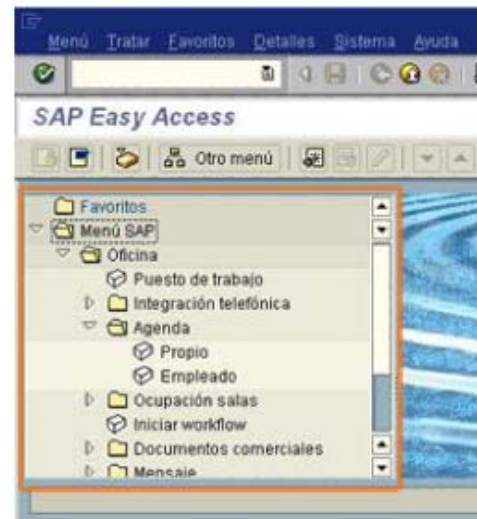 Menú Tratar Favoritos Detalles Sistema Ayuda
SAP Easy Access
Otro menú
Favoritos
Menú SAP
Oficina
Puesto de trabajo
Integración telefónica
Agenda
Propio
Empleado
Ocupación salas
Iniciar workflow
Documentos comerciales
Mensaje